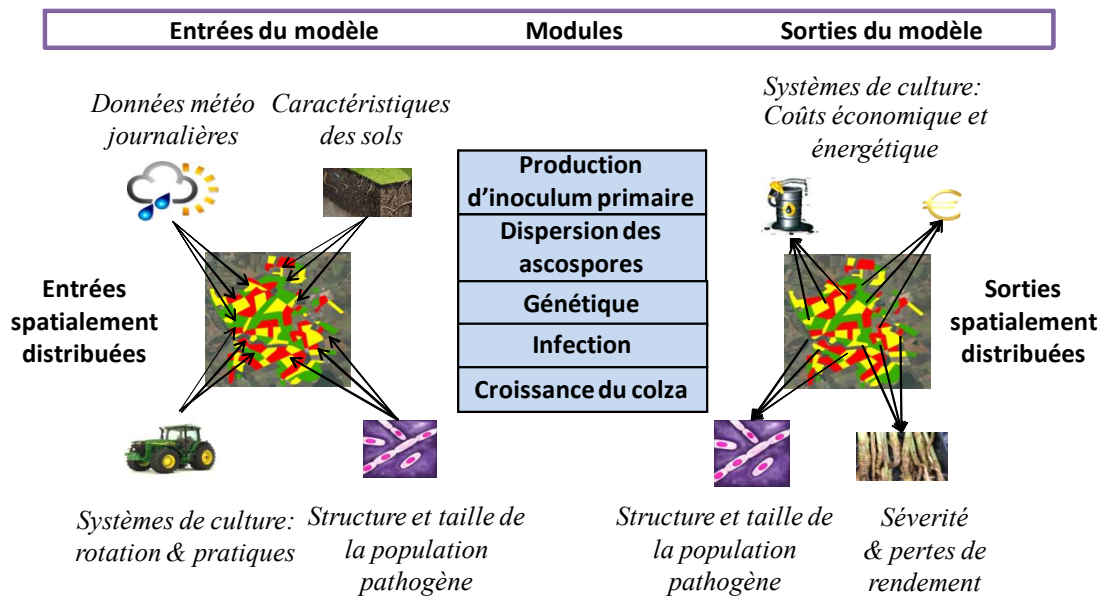 Entrées du modèle Modules Sorties du modèle
Données météo
journalières
Caractéristiques
des sols
Systèmes de culture:
Coûts économique et
énergétique
Production
d'inoculum primaire
Dispersion des
ascospores
Génétique
Infection
Croissance du colza
Entrées
spatialement
distribuées
Sorties
spatialement
distribuées
Systèmes de culture:
rotation & pratiques
Structure et taille de
la population
pathogène
Structure et taille de
la population
pathogène
Séverité
& pertes de
rendement